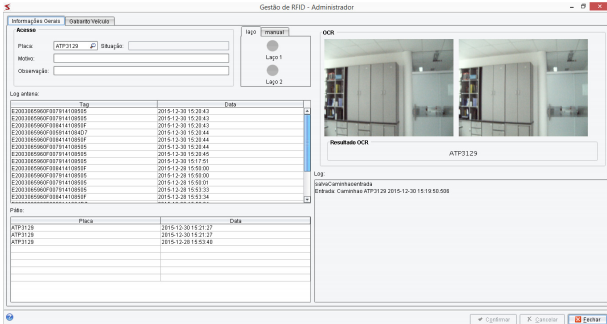 Gestão de RFID - Administrador
Informações Gerais Gabarito Veículo
Acesso
Placa: ATP3129 Situação:
Motivo:
Observação:
laço manual
Laço 1
Laço 2
OCR
Resultado OCR
ATP3129
Log antena:
Tag Data
E2003065960F007914108505 2015-12-30 15:20:43
E2003065960F007914108505 2015-12-30 15:20:43
E2003065960F00841410850F 2015-12-30 15:20:43
E2003065960F0059141084D7 2015-12-30 15:20:44
E2003065960F00841410850F 2015-12-30 15:20:44
E2003065960F007914108505 2015-12-30 15:20:44
E2003065960F007914108505 2015-12-30 15:20:45
E2003065960F007914108505 2015-12-30 15:17:51
E2003065960F00841410850F 2015-12-28 15:50:00
E2003065960F007914108505 2015-12-28 15:50:00
E2003065960F007914108505 2015-12-28 15:50:01
E2003065960F007914108505 2015-12-28 15:53:33
E2003065960F00841410850F 2015-12-28 15:53:34
Log:
salvaCaminhaoentrada
Entrada: Caminhao ATP3129 2015-12-30 15:19:50.508
Pátio:
Placa Data
ATP3129 2015-12-30 15:21:27
ATP3129 2015-12-30 15:21:27
ATP3129 2015-12-28 15:53:40
Confirmar Cancelar Fechar